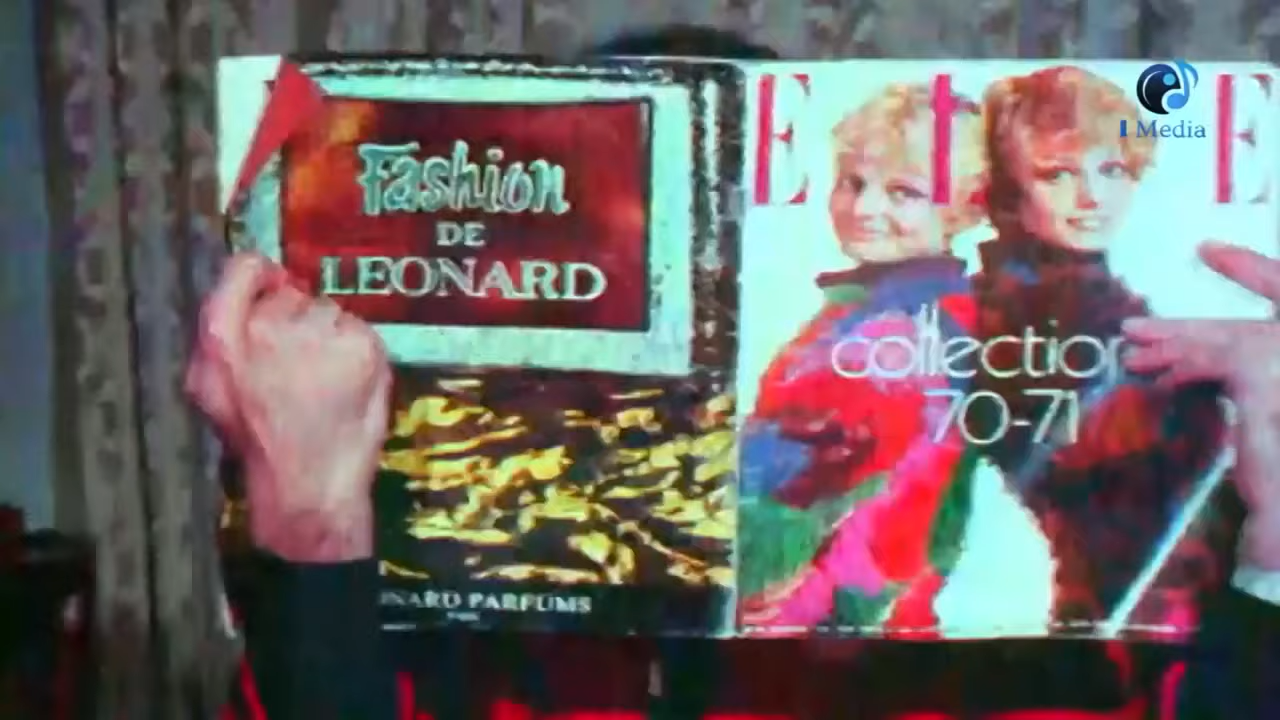 Fashion
DE
LEONARD
NARD PARFUMS
ELLE
collection
70-71
I Media